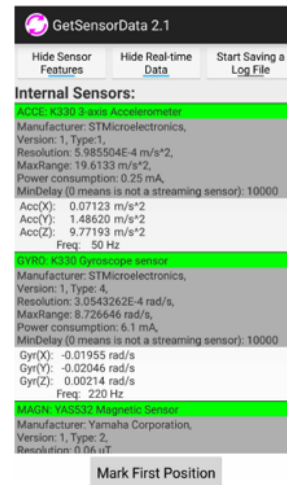 GetSensorData 2.1
Hide Sensor
Features
Hide Real-time
Data
Start Saving a
Log File
Internal Sensors:
ACCE: K330 3-axis Accelerometer
Manufacturer: STMicroelectronics,
Version: 1, Type:1,
Resolution: 5.985504E-4 m/s^2,
MaxRange: 19.6133 m/s^2,
Power consumption: 0.25 mA,
MinDelay (0 means is not a streaming sensor): 10000
Acc(X): 0.07123 m/s^2
Acc(Y): 1.48620 m/s^2
Acc(Z): 9.77193 m/s^2
Freq: 50 Hz
GYRO: K330 Gyroscope sensor
Manufacturer: STMicroelectronics,
Version: 1, Type: 4,
Resolution: 3.0543262E-4 rad/s,
MaxRange: 8.726646 rad/s,
Power consumption: 6.1 mA,
MinDelay (0 means is not a streaming sensor): 10000
Gyr(X): -0.01955 rad/s
Gyr(Y): -0.02046 rad/s
Gyr(Z): 0.00214 rad/s
Freq: 220 Hz
MAGN: YAS532 Magnetic Sensor
Manufacturer: Yamaha Corporation,
Version: 1, Type: 2,
Resolution: 0.06 uT
Mark First Position